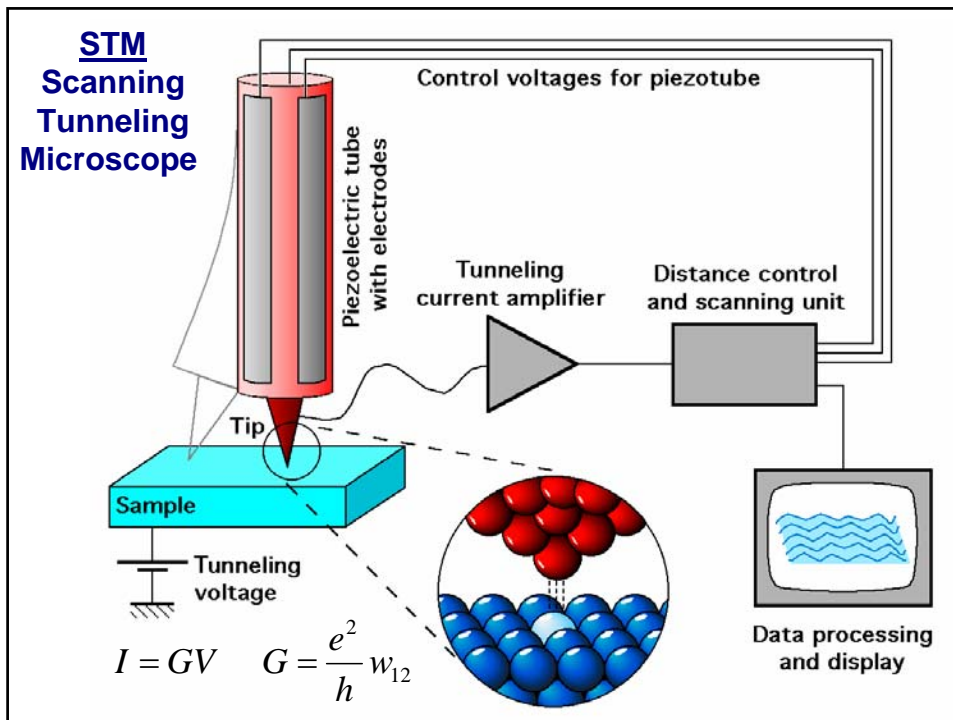 STM
Scanning
Tunneling
Microscope
Control voltages for piezotube
Piezoelectric tube
with electrodes
Tunneling
current amplifier
Distance control
and scanning unit
Tip
Sample
Tunneling
voltage
Data processing
and display
I = GV G = e²/h w₁₂